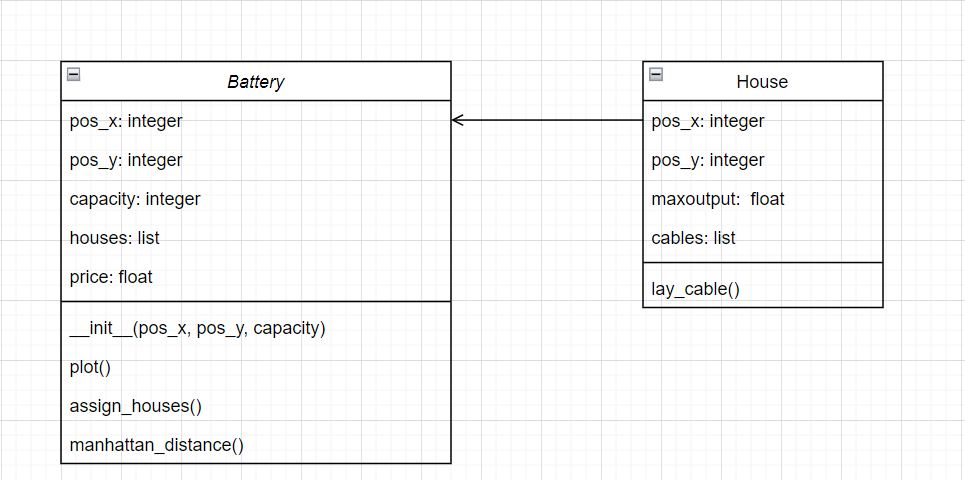 Battery
pos_x: integer
pos_y: integer
capacity: integer
houses: list
price: float
__init__(pos_x, pos_y, capacity)
plot()
assign_houses()
manhattan_distance()
House
pos_x: integer
pos_y: integer
maxoutput:  float
cables: list
lay_cable()